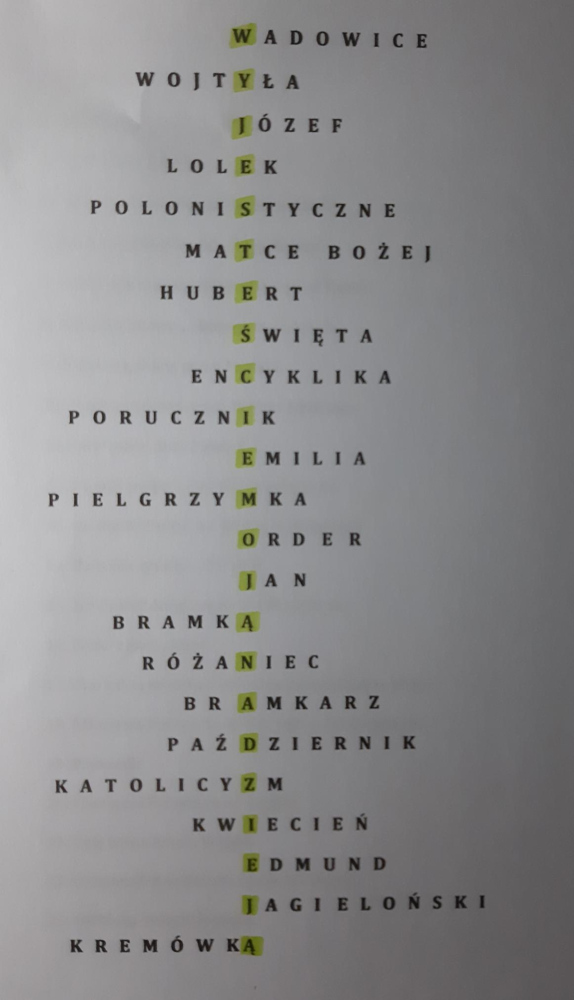 WADOWICE
WOJTYŁA
JÓZEF
LOLEK
POLONISTYCZNE
MATCE BOŻEJ
HUBERT
ŚWIĘTA
ENCYKLIKA
PORUCZNIK
EMILIA
PIELGRZYMKA
ORDER
JAN
BRAMKĄ
RÓŻANIEC
BRAMKARZ
PAŹDZIERNIK
KATOLICYZM
KWIECIEŃ
EDMUND
JAGIELOŃSKI
KREMÓWKĄ